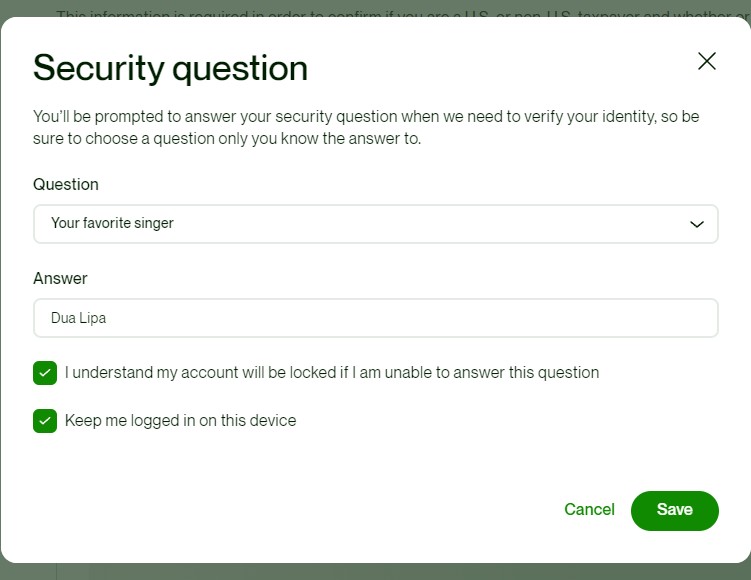 This information is required in order to confirm if you are a U.S. or non-U.S. taxpayer and whether or
Security question
You'll be prompted to answer your security question when we need to verify your identity, so be
sure to choose a question only you know the answer to.
Question
Your favorite singer
Answer
Dua Lipa
I understand my account will be locked if I am unable to answer this question
Keep me logged in on this device
Cancel Save